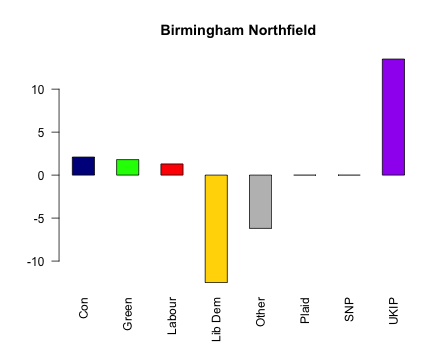 Birmingham Northfield
10
5
0
-5
-10
Con
Green
Labour
Lib Dem
Other
Plaid
SNP
UKIP